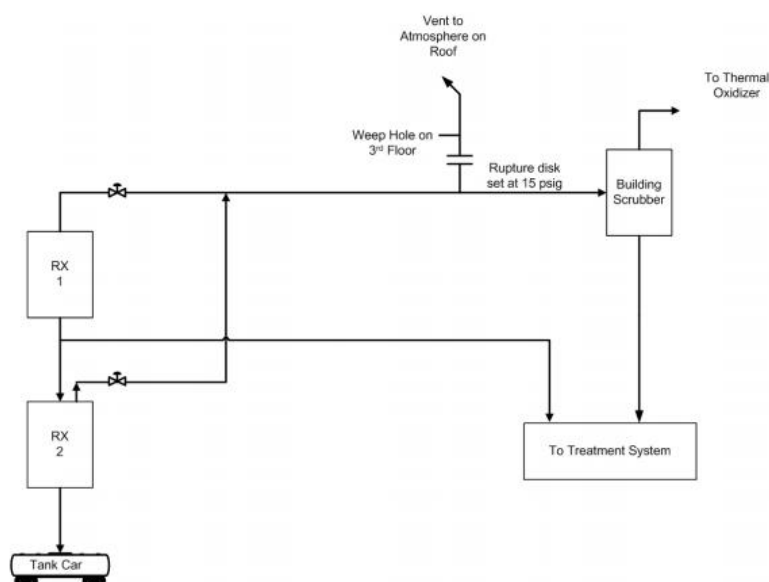 Vent to
Atmosphere on
Roof
To Thermal
Oxidizer
Weep Hole on
3rd Floor
Rupture disk
set at 15 psig
Building
Scrubber
RX
1
RX
2
To Treatment System
Tank Car